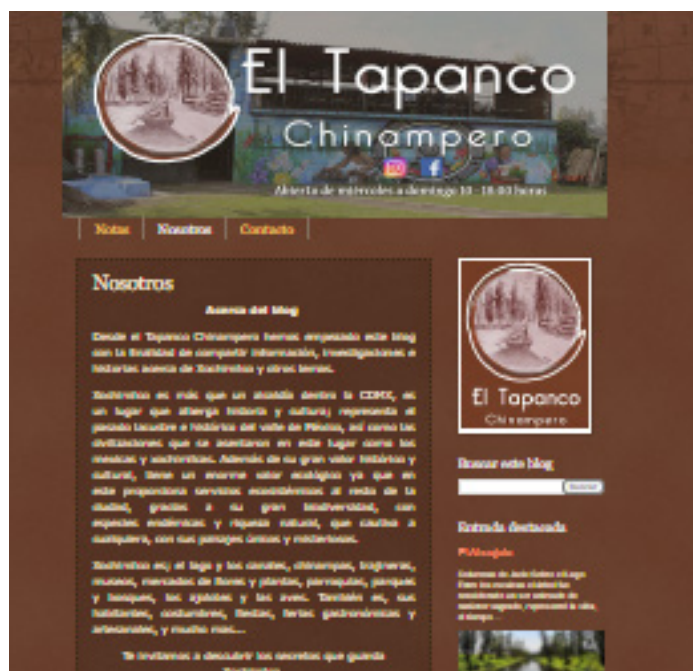 El Tapanco
Chinampero
Abierto de miércoles a domingo 10 - 18:00 horas
Notas Nosotros Contacto
Nosotros
Acerca del blog
Desde el Tapanco Chinampero hemos empezado este blog
con la finalidad de compartir información, investigaciones e
historias acerca de Xochimilco y otros temas.
Xochimilco es más que un alcaldía dentro la CDMX, es
un lugar que alberga historia y cultura; representa el
pasado lacustre e histórico del valle de México, así como las
civilizaciones que se asentaron en este lugar como los
mexicas y xochimilcas. Además de su gran valor histórico y
cultural, tiene un enorme valor ecológico ya que en
este proporciona servicios ecosistémicos al resto de la
ciudad, gracias a su gran biodiversidad, con
especies endémicas y riqueza natural, que cautiva a
cualquiera, con sus paisajes únicos y misteriosos.
Xochimilco es; el lago y los canales, chinampas, trajineras,
museos, mercados de flores y plantas, parroquias, parques
y bosques, los ajolotes y las aves. También es, sus
habitantes, costumbres, fiestas, ferias gastronómicas y
artesanales, y mucho más...
Te invitamos a descubrir los secretos que guarda
El Tapanco
Chinampero
Buscar este blog
Buscar
Entrada destacada